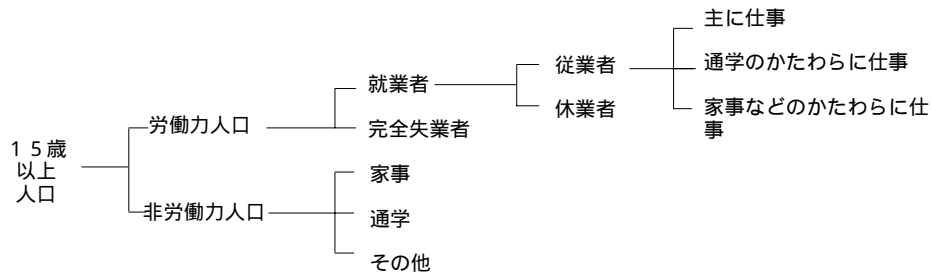 主に仕事
従業者
通学のかたわらに仕事
就業者
休業者
家事などのかたわらに仕
事
労働力人口
完全失業者
１５歳
以上
人口
家事
非労働力人口
通学
その他